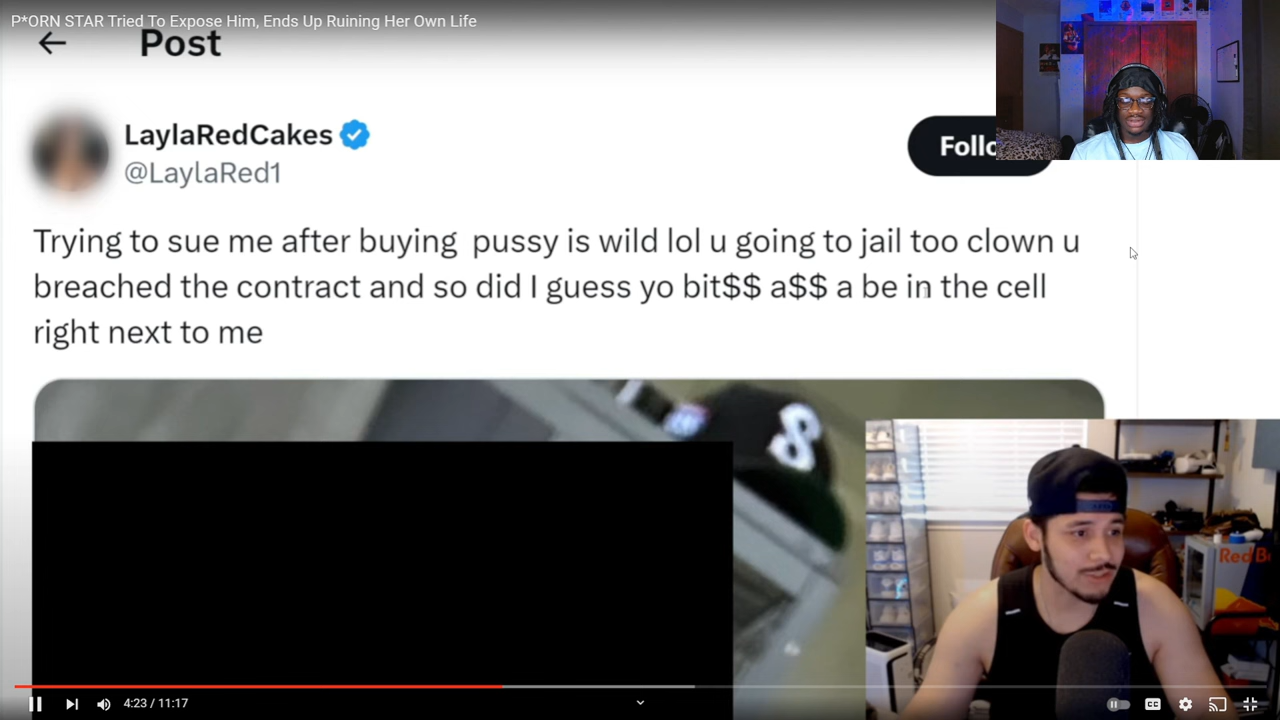 P*ORN STAR Tried To Expose Him, Ends Up Ruining Her Own Life
Post
LaylaRedCakes
@LaylaRed1
Follo
Trying to sue me after buying  pussy is wild lol u going to jail too clown u
breached the contract and so did I guess yo bit$$ a$$ a be in the cell
right next to me
S
Red B
4:23 / 11:17
CC